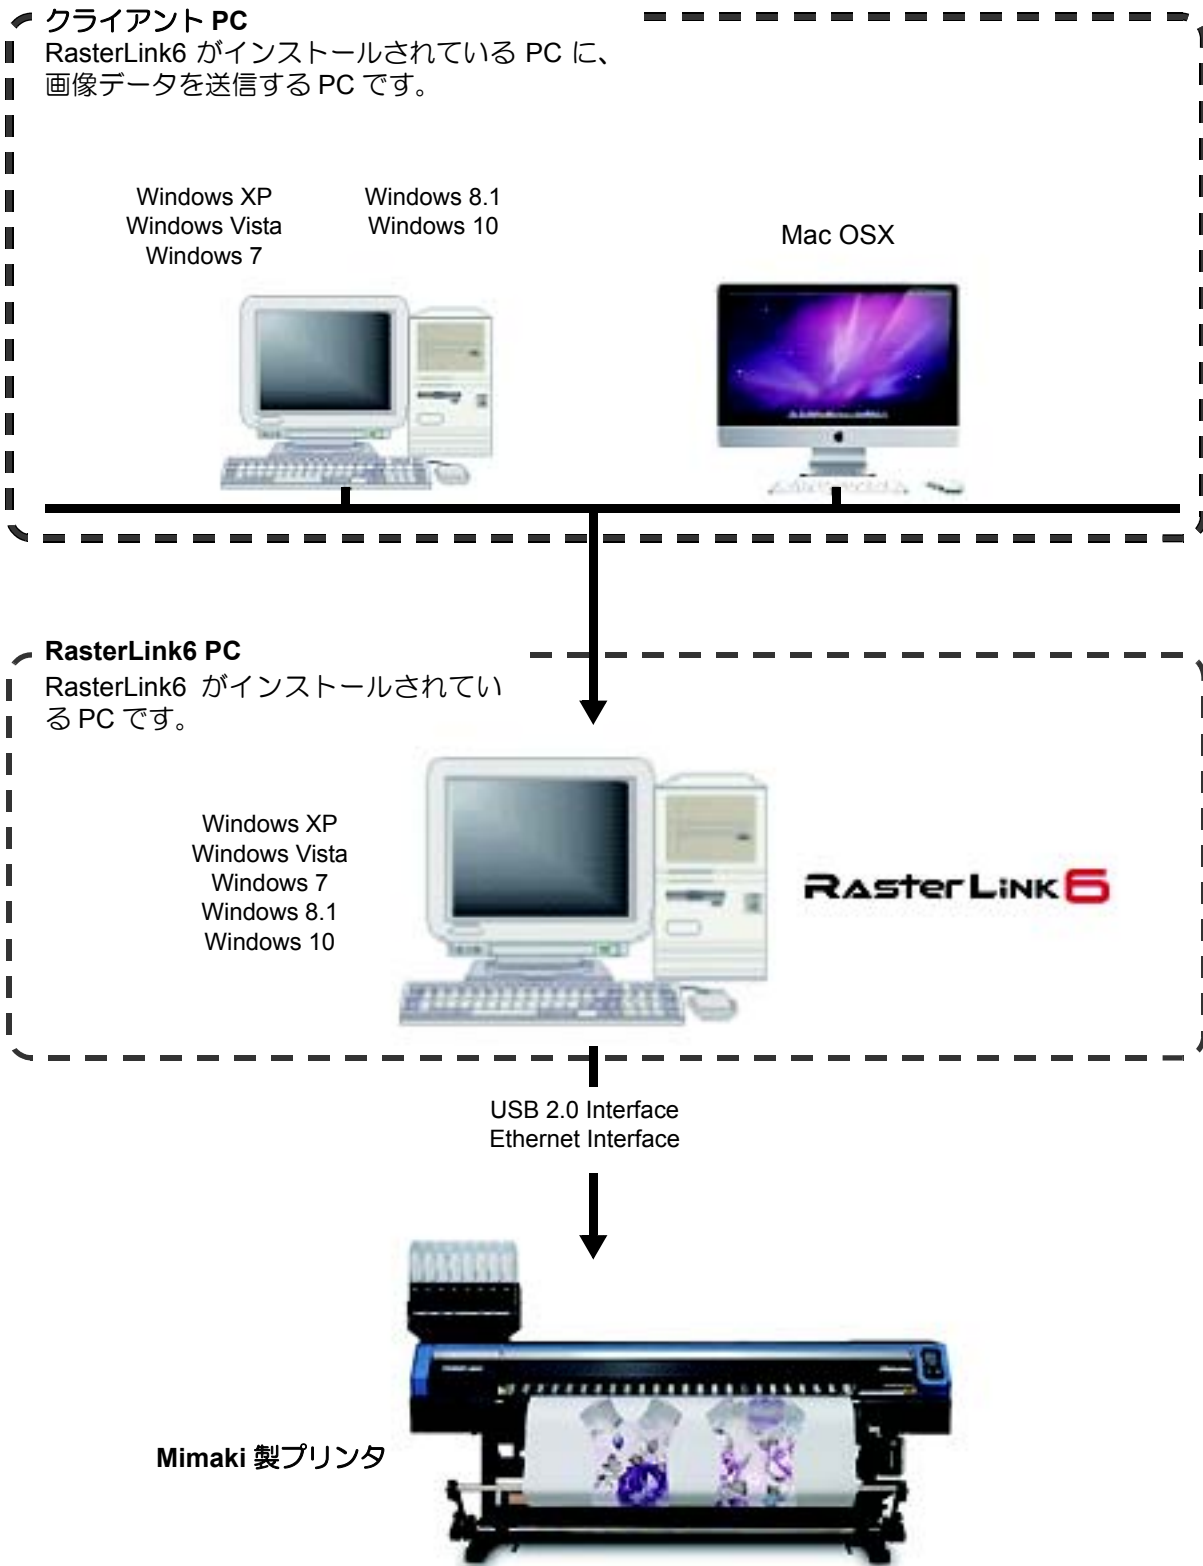 クライアント PC
RasterLink6 がインストールされている PC に、
画像データを送信する PC です。
Windows XP
Windows Vista
Windows 7
Windows 8.1
Windows 10
Mac OSX
RasterLink6 PC
RasterLink6 がインストールされてい
る PC です。
Windows XP
Windows Vista
Windows 7
Windows 8.1
Windows 10
RasterLink6
USB 2.0 Interface
Ethernet Interface
Mimaki 製プリンタ